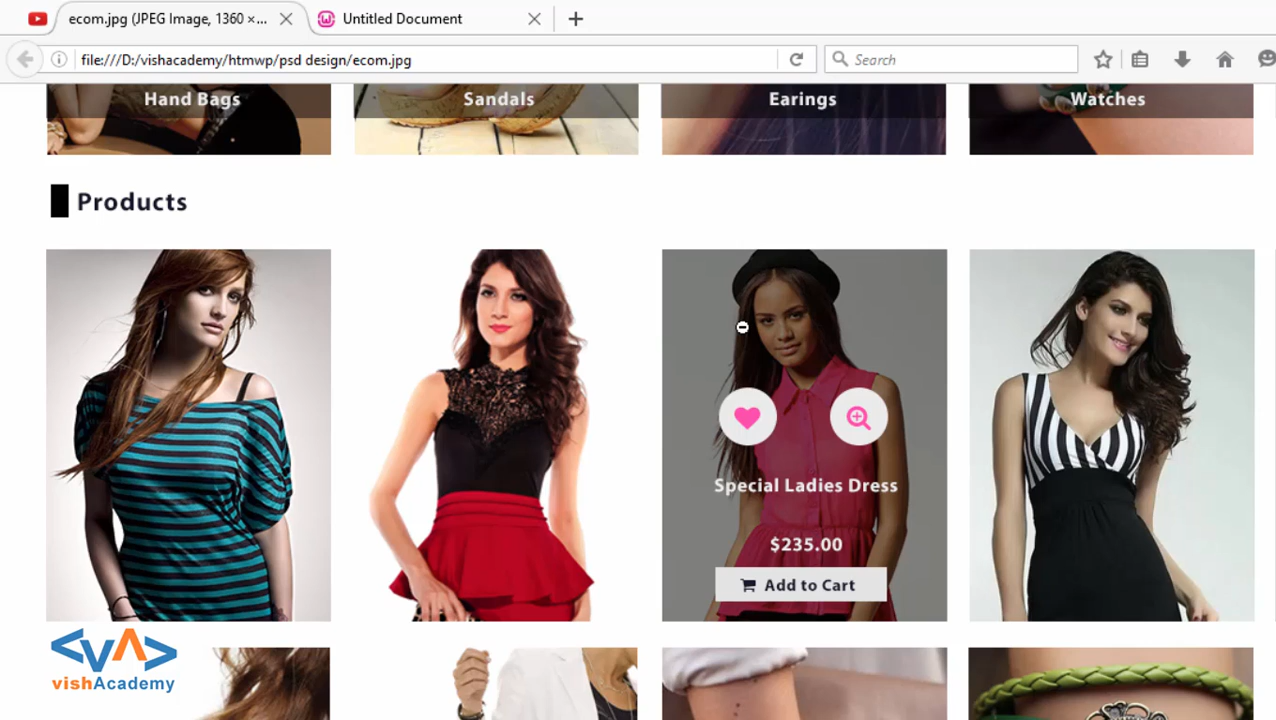 ecom.jpg (JPEG Image, 1360 ×...
Untitled Document
file:///D:/vishacademy/htmwp/psd design/ecom.jpg
Search
Hand Bags
Sandals
Earings
Watches
Products
Special Ladies Dress
$235.00
Add to Cart
<VA>
vishAcademy